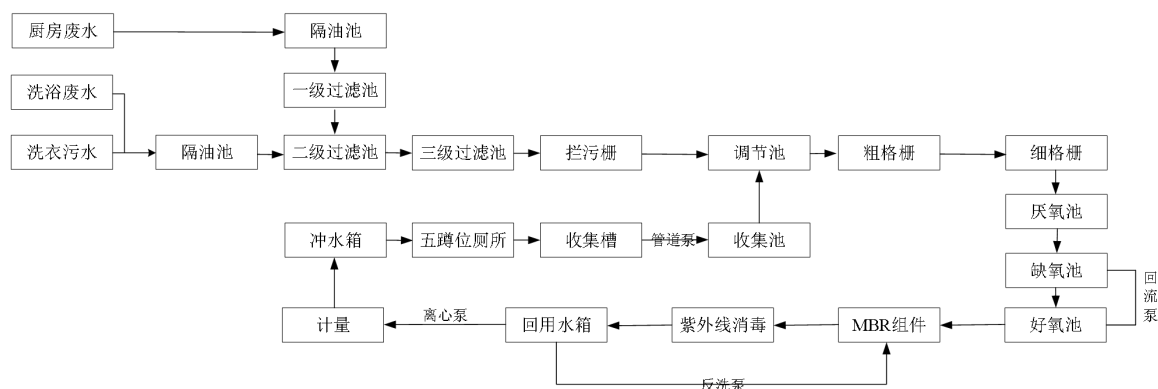 厨房废水
隔油池
洗浴废水
一级过滤池
洗衣污水
隔油池
二级过滤池
三级过滤池
拦污栅
调节池
粗格栅
细格栅
厌氧池
冲水箱
五蹲位厕所
收集槽
管道泵
收集池
缺氧池
回流泵
计量
离心泵
回用水箱
紫外线消毒
MBR组件
好氧池
反洗泵